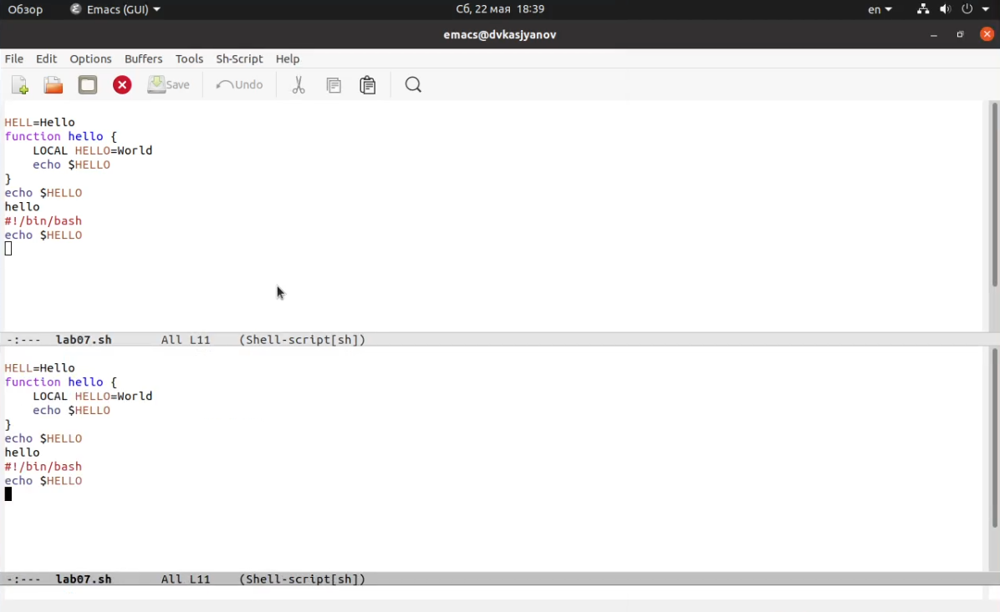 Обзор Emacs (GUI) Сб, 22 мая 18:39 en
emacs@dvkasjyanov
File Edit Options Buffers Tools Sh-Script Help
Save Undo
HELL=Hello
function hello {
    LOCAL HELLO=World
    echo $HELLO
}
echo $HELLO
hello
#!/bin/bash
echo $HELLO
-:--- lab07.sh All L11 (Shell-script[sh])
HELL=Hello
function hello {
    LOCAL HELLO=World
    echo $HELLO
}
echo $HELLO
hello
#!/bin/bash
echo $HELLO
-:--- lab07.sh All L11 (Shell-script[sh])